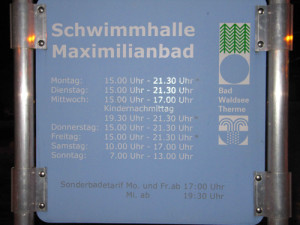 Schwimmhalle
Maximilianbad
Montag: 15.00 Uhr - 21.30 Uhr
Dienstag: 15.00 Uhr - 21.30 Uhr
Mittwoch: 15.00 Uhr - 17.00 Uhr
Kindernachmittag
19.30 Uhr - 21.30 Uhr
Donnerstag: 15.00 Uhr - 21.30 Uhr
Freitag: 15.00 Uhr - 21.30 Uhr
Samstag: 10.00 Uhr - 17.00 Uhr
Sonntag: 7.00 Uhr - 13.00 Uhr
Sonderbadetarif Mo. und Fr. ab 17:00 Uhr
Mi. ab 19:30 Uhr
Bad
Waldsee
Therme